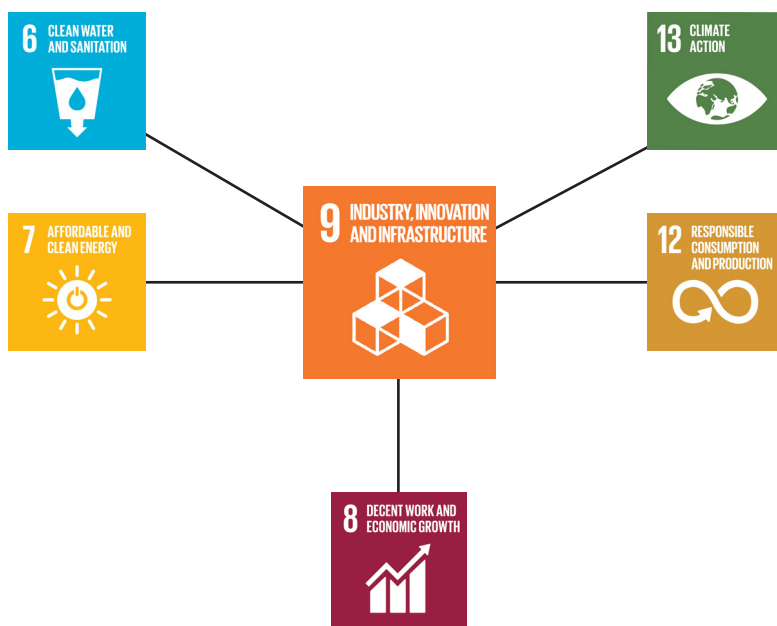 6 CLEAN WATER
AND SANITATION
13 CLIMATE
ACTION
9 INDUSTRY, INNOVATION
AND INFRASTRUCTURE
7 AFFORDABLE AND
CLEAN ENERGY
12 RESPONSIBLE
CONSUMPTION
AND PRODUCTION
8 DECENT WORK AND
ECONOMIC GROWTH